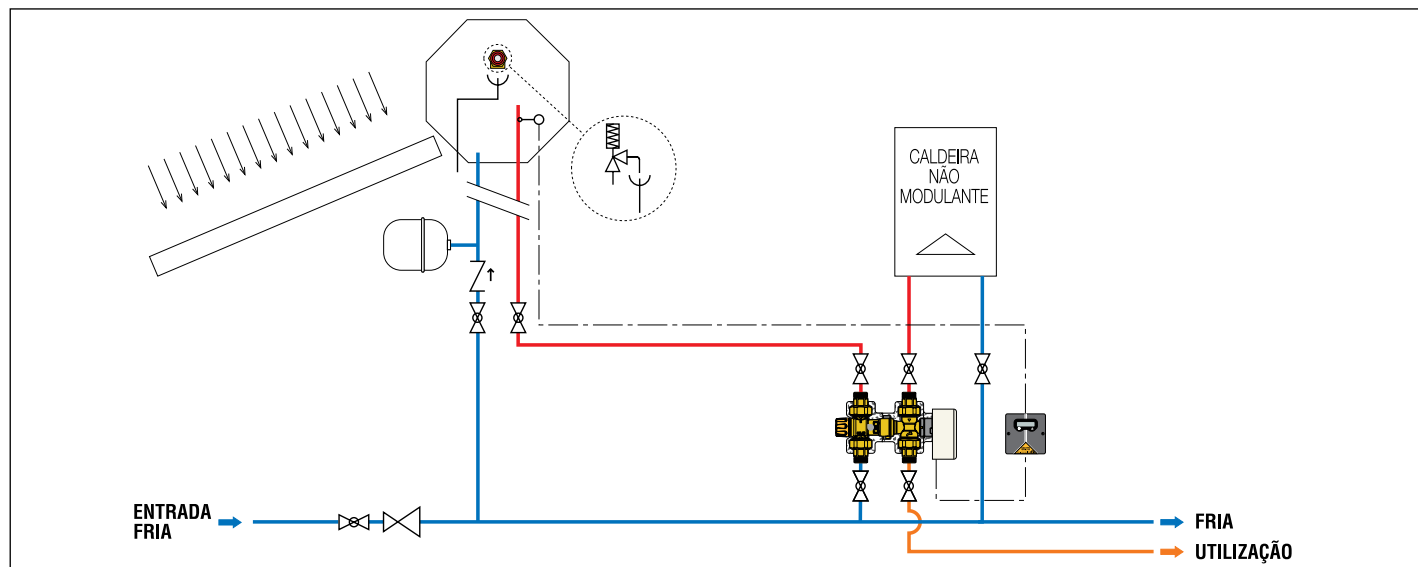 CALDEIRA
NÃO
MODULANTE
ENTRADA
FRIA
FRIA
UTILIZAÇÃO